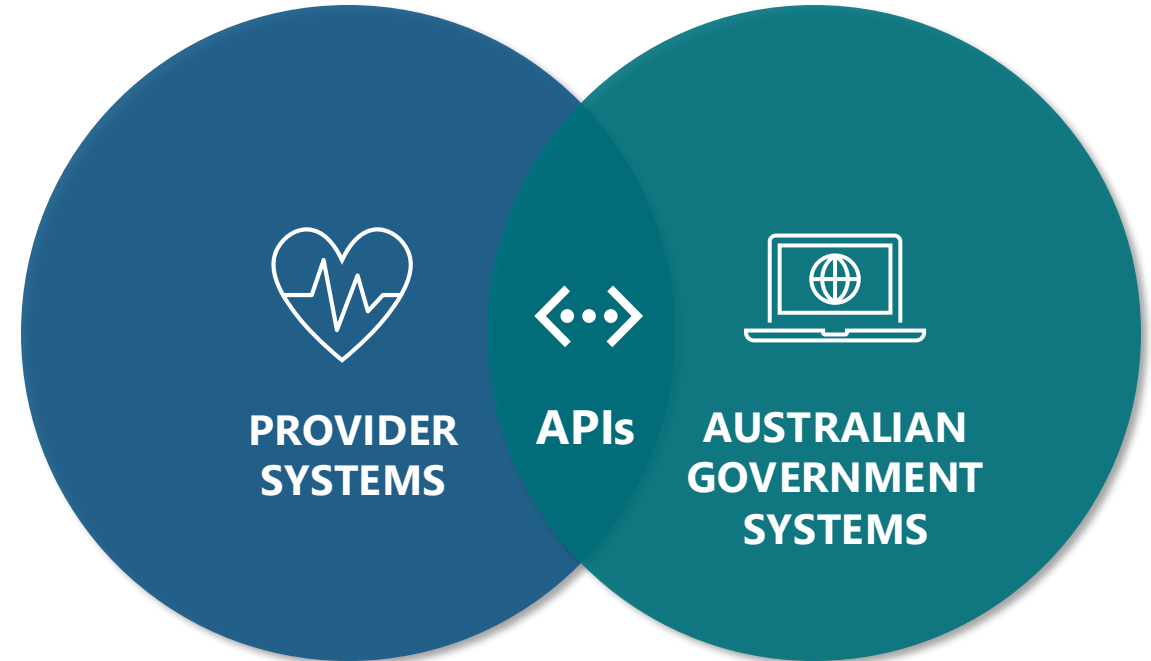 PROVIDER
SYSTEMS
APIs
AUSTRALIAN
GOVERNMENT
SYSTEMS